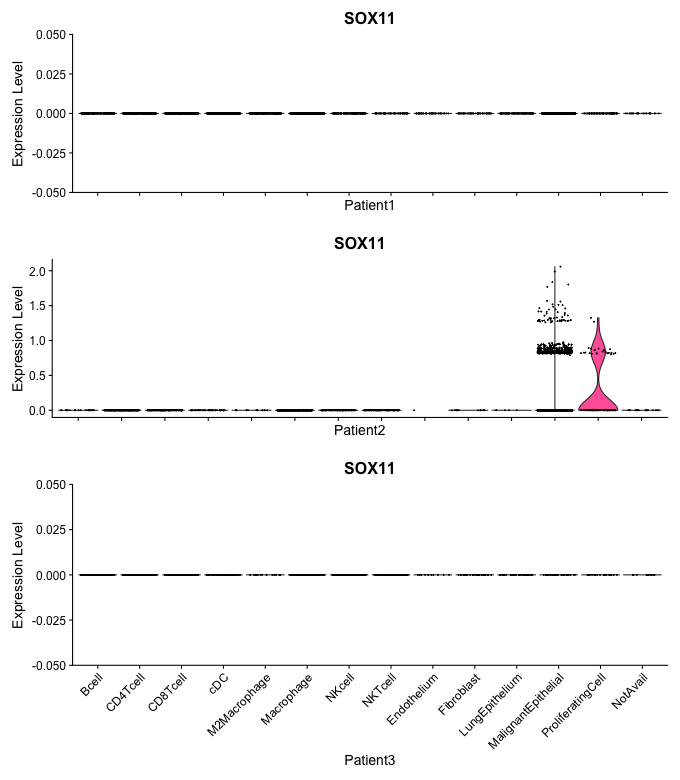 SOX11
Expression Level
0.050
0.025
0.000
-0.025
-0.050
Patient1
SOX11
Expression Level
2.0
1.5
1.0
0.5
0.0
Patient2
SOX11
Expression Level
0.050
0.025
0.000
-0.025
-0.050
Bcell
CD4Tcell
CD8Tcell
cDC
M2Macrophage
Macrophage
NKcell
NKTcell
Endothelium
Fibroblast
LungEpithelium
MalignantEpithelial
ProliferatingCell
NotAvail
Patient3